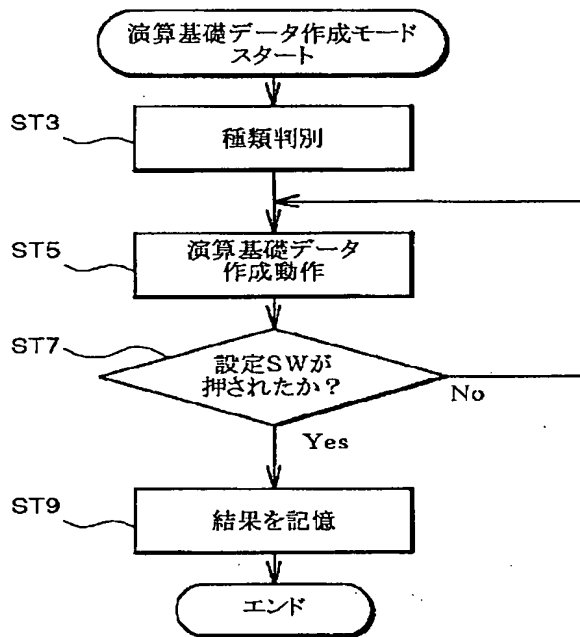 演算基礎データ作成モード
スタート
ST3
種類判別
ST5
演算基礎データ
作成動作
ST7
設定SWが
押されたか?
No
Yes
ST9
結果を記憶
エンド